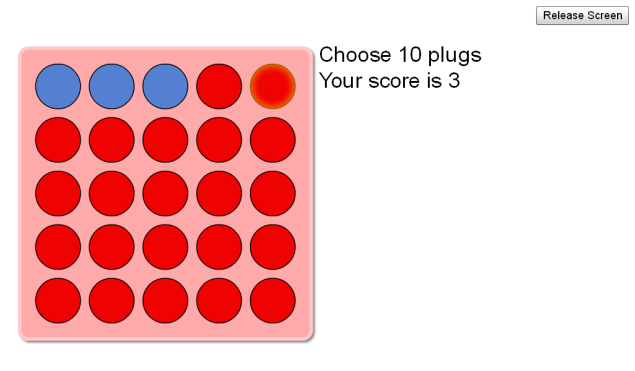 Release Screen
Choose 10 plugs
Your score is 3